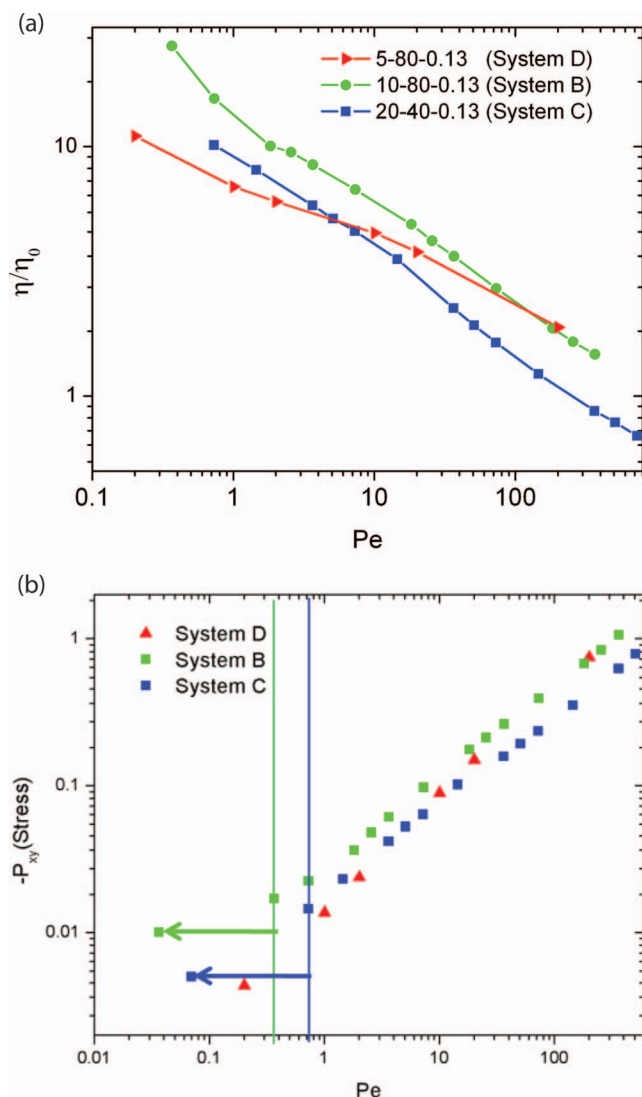 (a)
5-80-0.13 (System D)
10-80-0.13 (System B)
20-40-0.13 (System C)
10
1
η/η₀
0.1 1 10 100
Pe
(b)
System D
System B
System C
1
0.1
0.01
-Pxy(Stress)
0.01 0.1 1 10 100
Pe